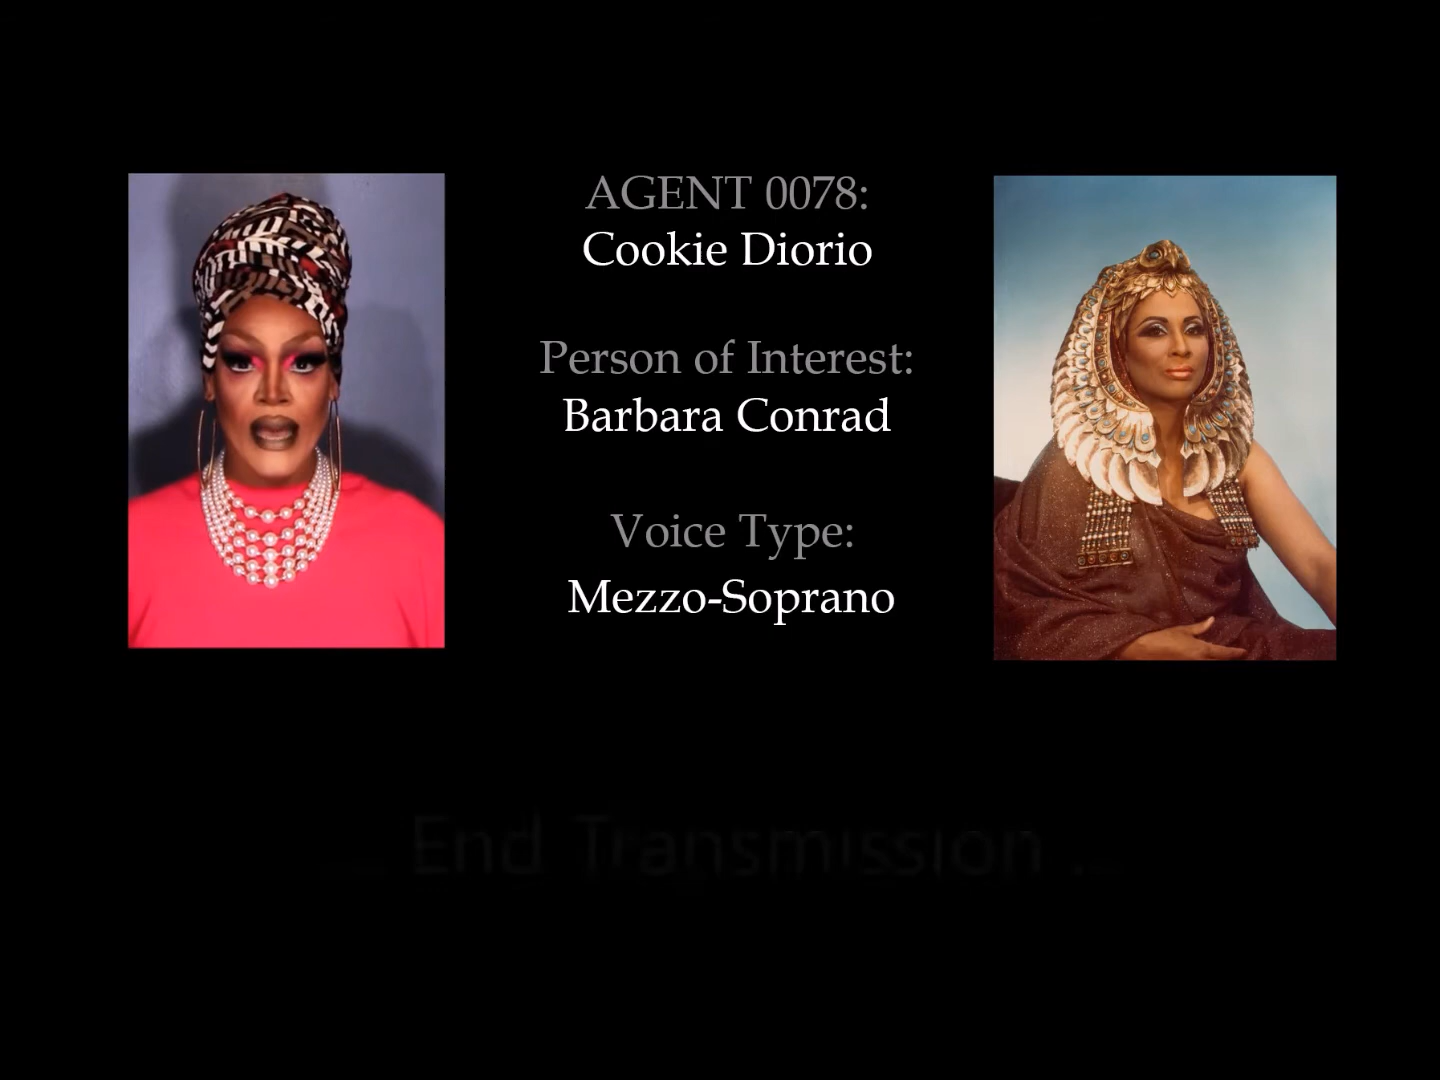 AGENT 0078:
Cookie Diorio
Person of Interest:
Barbara Conrad
Voice Type:
Mezzo-Soprano
... End Transmission ...